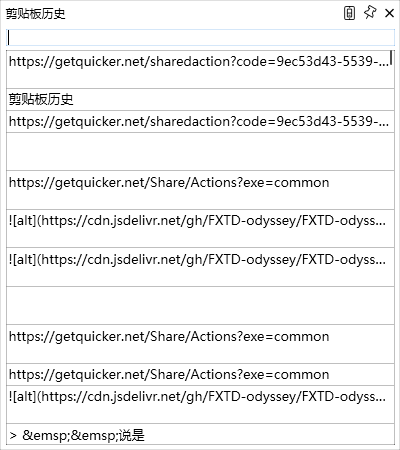 剪贴板历史
https://getquicker.net/sharedaction?code=9ec53d43-5539-...
剪贴板历史
https://getquicker.net/sharedaction?code=9ec53d43-5539-...
https://getquicker.net/Share/Actions?exe=common
![alt](https://cdn.jsdelivr.net/gh/FXTD-odyssey/FXTD-odyss...
![alt](https://cdn.jsdelivr.net/gh/FXTD-odyssey/FXTD-odyss...
https://getquicker.net/Share/Actions?exe=common
https://getquicker.net/Share/Actions?exe=common
![alt](https://cdn.jsdelivr.net/gh/FXTD-odyssey/FXTD-odyss...
> &emsp;&emsp;说是